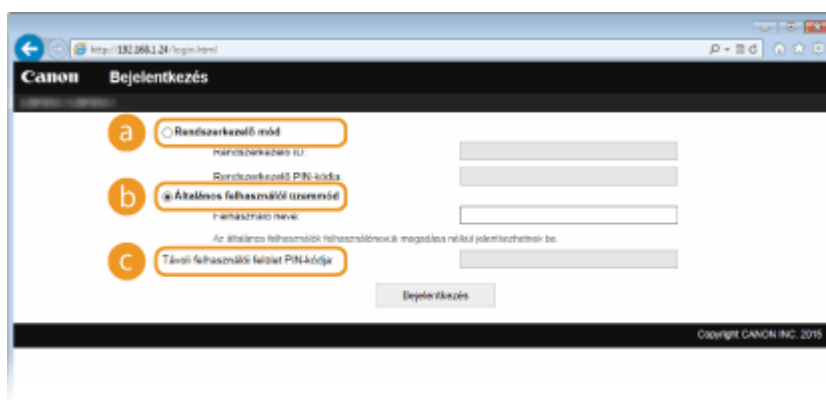 http://192.168.1.24/login.html
Canon Bejelentkezés
a Rendszerkezelő mód
Rendszerkezelő ID:
Rendszerkezelő PIN-kódja
b Általános felhasználói üzemmód
Felhasználó neve:
Az általános felhasználók felhasználónevük megadása nélkül jelentkezhetnek be.
c Távoli felhasználói felület PIN-kódja:
Bejelentkezés
Copyright CANON INC. 2015